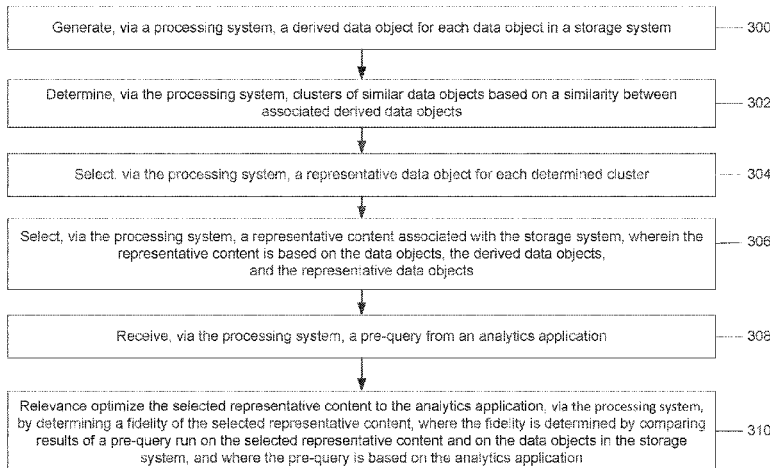 Generate, via a processing system, a derived data object for each data object in a storage system
300
Determine, via the processing system, clusters of similar data objects based on a similarity between
associated derived data objects
302
Select, via the processing system, a representative data object for each determined cluster
304
Select, via the processing system, a representative content associated with the storage system, wherein the
representative content is based on the data objects, the derived data objects,
and the representative data objects
306
Receive, via the processing system, a pre-query from an analytics application
308
Relevance optimize the selected representative content to the analytics application, via the processing system,
by determining a fidelity of the selected representative content, where the fidelity is determined by comparing
results of a pre-query run on the selected representative content and on the data objects in the storage
system, and where the pre-query is based on the analytics application
310